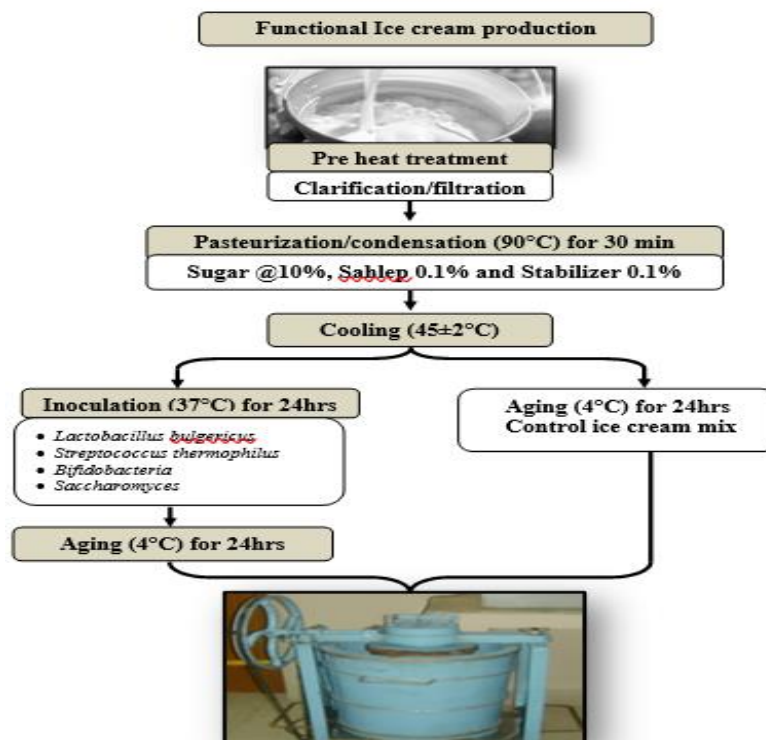 Functional Ice cream production
Pre heat treatment
Clarification/filtration
Pasteurization/condensation (90°C) for 30 min
Sugar @10%, Sahlep 0.1% and Stabilizer 0.1%
Cooling (45±2°C)
Inoculation (37°C) for 24hrs
• Lactobacillus bulgericus
• Streptococcus thermophilus
• Bifidobacteria
• Saccharomyces
Aging (4°C) for 24hrs
Aging (4°C) for 24hrs
Control ice cream mix